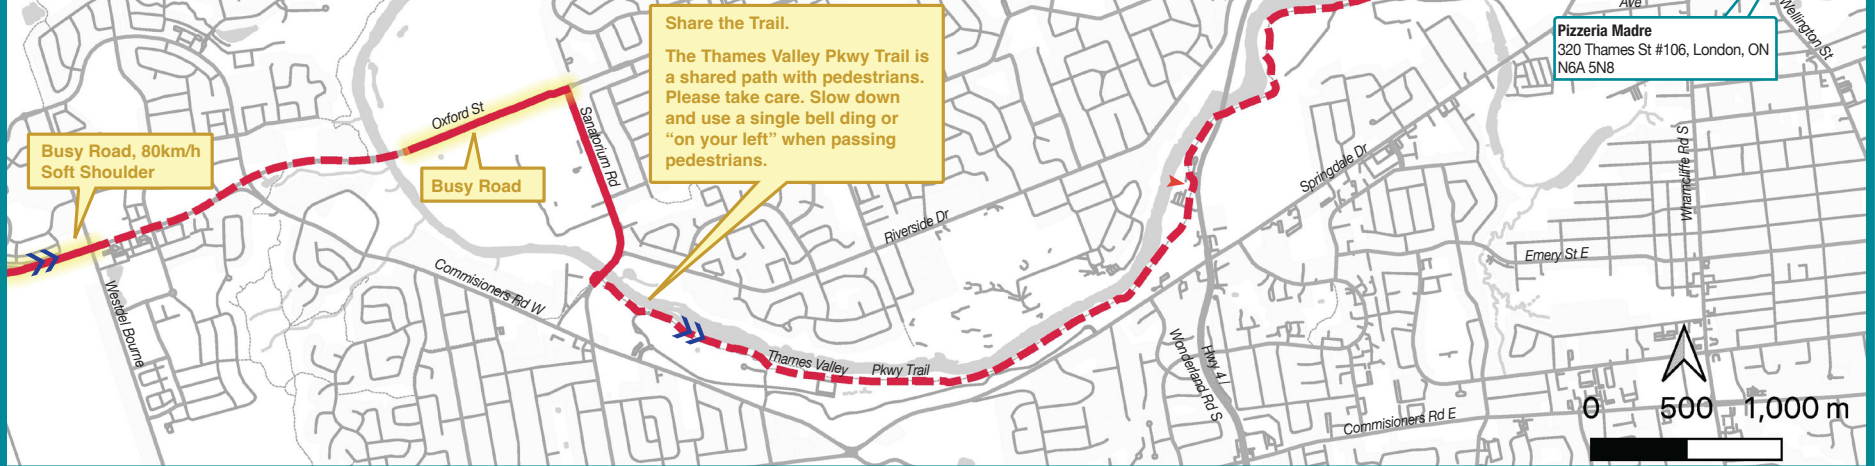 Share the Trail.
The Thames Valley Pkwy Trail is
a shared path with pedestrians.
Please take care. Slow down
and use a single bell ding or
“on your left” when passing
pedestrians.
Ave
Wellington St
Pizzeria Madre
320 Thames St #106, London, ON
N6A 5N8
Oxford St
Sanatorium Rd
Busy Road, 80km/h
Soft Shoulder
Busy Road
Springdale Dr
Wharncliffe Rd S
Riverside Dr
Emery St E
Commisioners Rd W
Westdel Bourne
Thames Valley Pkwy Trail
Wonderland Rd S
Hwy 4 /
Commisioners Rd E
0 500 1,000 m